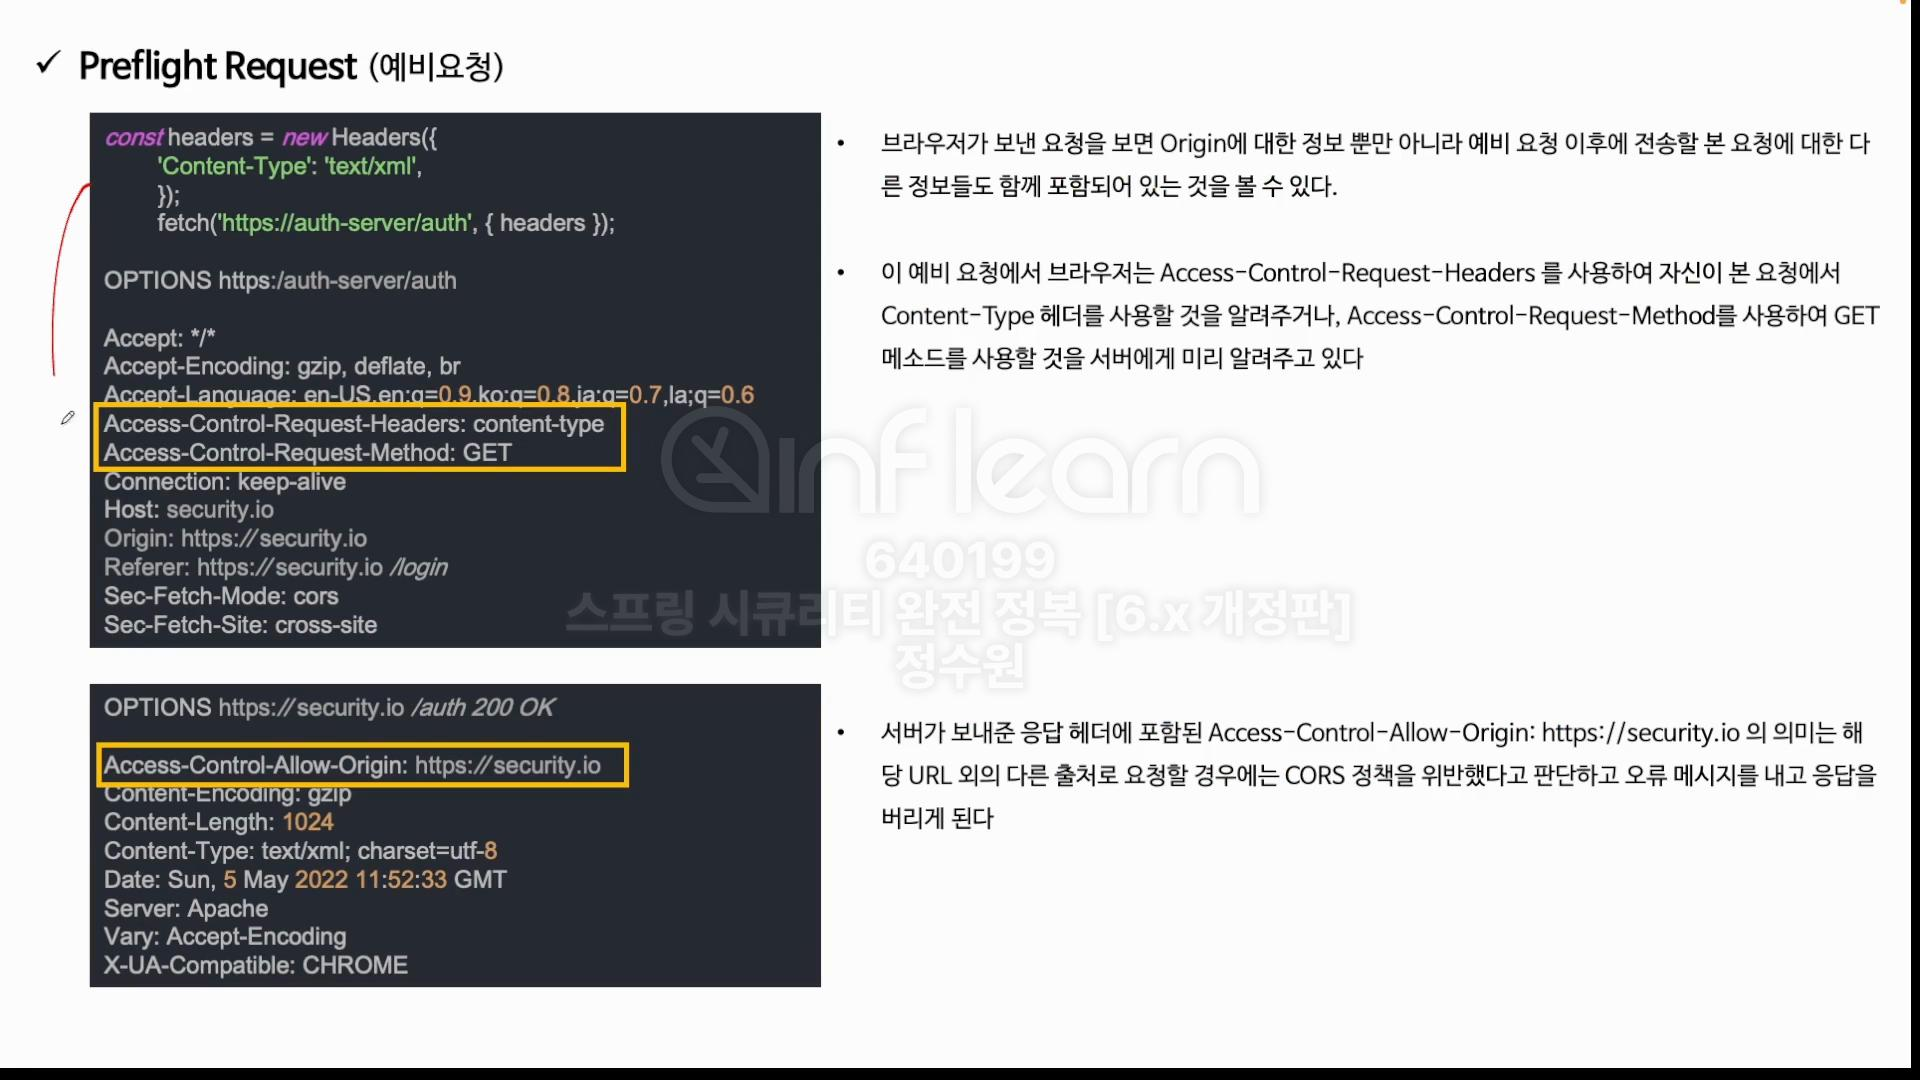 ✓ Preflight Request (예비요청)
const headers = new Headers({
'Content-Type': 'text/xml',
});
fetch('https://auth-server/auth', { headers });
OPTIONS https:/auth-server/auth
Accept: */*
Accept-Encoding: gzip, deflate, br
Accept-Language: en-US,en;q=0.9,ko;q=0.8,ja;q=0.7,la;q=0.6
Access-Control-Request-Headers: content-type
Access-Control-Request-Method: GET
Connection: keep-alive
Host: security.io
Origin: https://security.io
Referer: https://security.io /login
Sec-Fetch-Mode: cors
Sec-Fetch-Site: cross-site
OPTIONS https://security.io /auth 200 OK
Access-Control-Allow-Origin: https://security.io
Content-Encoding: gzip
Content-Length: 1024
Content-Type: text/xml; charset=utf-8
Date: Sun, 5 May 2022 11:52:33 GMT
Server: Apache
Vary: Accept-Encoding
X-UA-Compatible: CHROME
• 브라우저가 보낸 요청을 보면 Origin에 대한 정보 뿐만 아니라 예비 요청 이후에 전송할 본 요청에 대한 다
른 정보들도 함께 포함되어 있는 것을 볼 수 있다.
• 이 예비 요청에서 브라우저는 Access-Control-Request-Headers 를 사용하여 자신이 본 요청에서
Content-Type 헤더를 사용할 것을 알려주거나, Access-Control-Request-Method를 사용하여 GET
메소드를 사용할 것을 서버에게 미리 알려주고 있다
• 서버가 보내준 응답 헤더에 포함된 Access-Control-Allow-Origin: https://security.io 의 의미는 해
당 URL 외의 다른 출처로 요청할 경우에는 CORS 정책을 위반했다고 판단하고 오류 메시지를 내고 응답을
버리게 된다
inflearn
640199
스프링 시큐리티 완전 정복 [6.x 개정판]
정수원